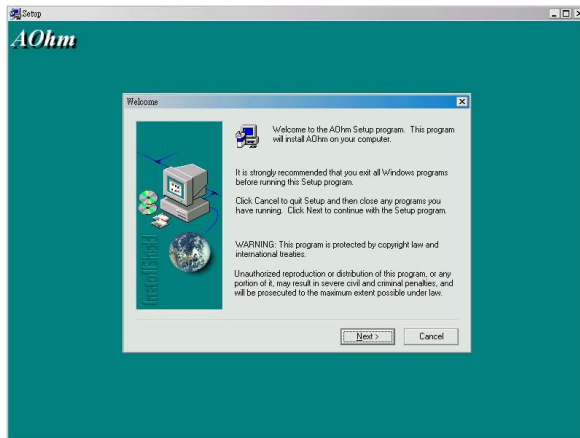 Setup
AOhm
Welcome
Welcome to the AOhm Setup program. This program
will install AOhm on your computer.
It is strongly recommended that you exit all Windows programs
before running this Setup program.
Click Cancel to quit Setup and then close any programs you
have running. Click Next to continue with the Setup program.
WARNING: This program is protected by copyright law and
international treaties.
Unauthorized reproduction or distribution of this program, or any
portion of it, may result in severe civil and criminal penalties, and
will be prosecuted to the maximum extent possible under law.
InstallShield
Next >
Cancel